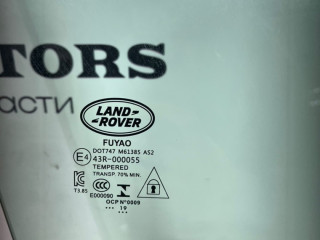 TORS
асти
LAND
ROVER
FUYAO
DOT747 M6138S AS2
E4 43R-000055
TEMPERED
TRANSP. 70% MIN.
T3.85
E000090
OCP N°0009
··· 19 ···